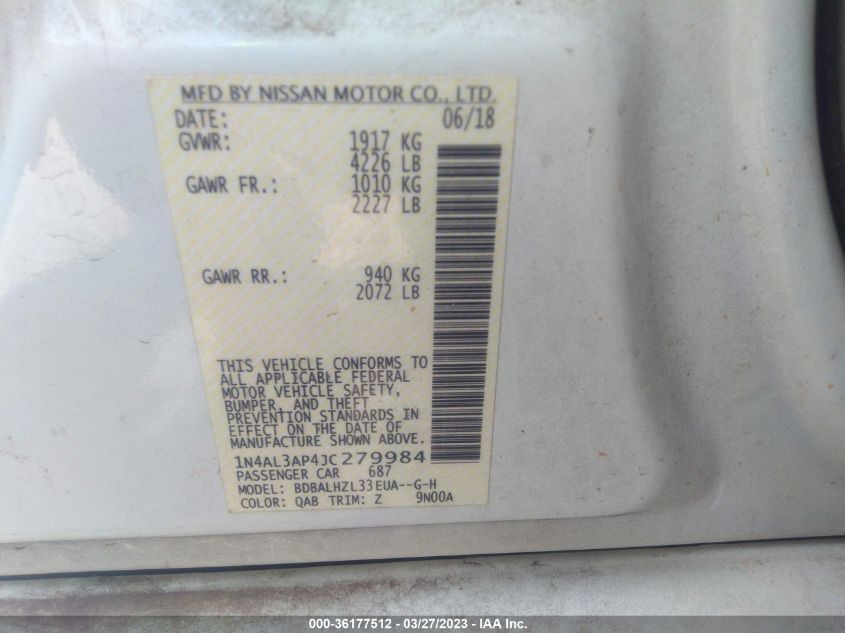 MFD BY NISSAN MOTOR CO., LTD.
DATE: 06/18
GVWR: 1917 KG
4226 LB
GAWR FR.: 1010 KG
2227 LB
GAWR RR.: 940 KG
2072 LB
THIS VEHICLE CONFORMS TO
ALL APPLICABLE FEDERAL
MOTOR VEHICLE SAFETY,
BUMPER, AND THEFT
PREVENTION STANDARDS IN
EFFECT ON THE DATE OF
MANUFACTURE SHOWN ABOVE.
1N4AL3AP4JC279984
PASSENGER CAR 687
MODEL: BDBALHZL33EUA--G-H
COLOR: QAB TRIM: Z 9N00A
000-36177512 - 03/27/2023 - IAA Inc.